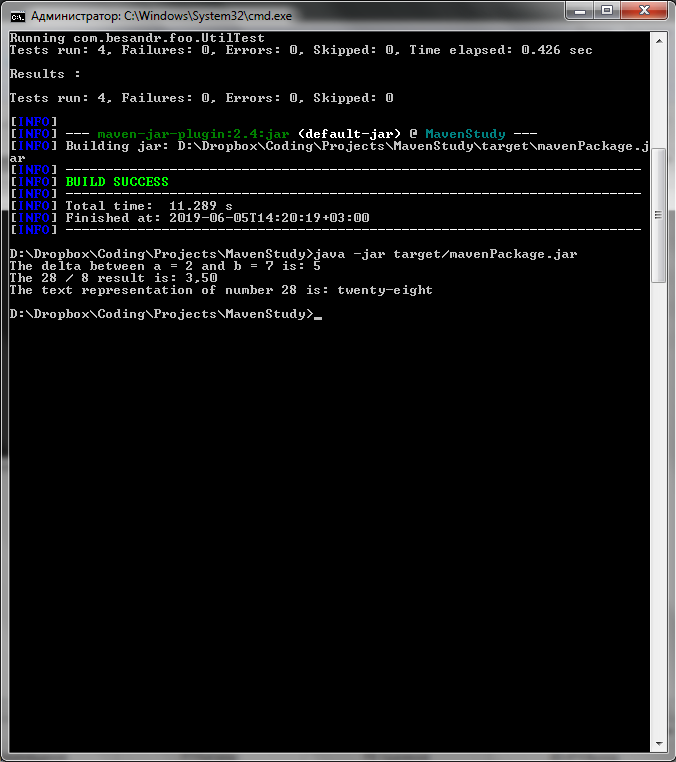 Администратор: C:\Windows\System32\cmd.exe
Running com.besandr.foo.UtilTest
Tests run: 4, Failures: 0, Errors: 0, Skipped: 0, Time elapsed: 0.426 sec
Results :
Tests run: 4, Failures: 0, Errors: 0, Skipped: 0
[INFO]
[INFO] --- maven-jar-plugin:2.4:jar (default-jar) @ MavenStudy ---
[INFO] Building jar: D:\Dropbox\Coding\Projects\MavenStudy\target\mavenPackage.j
ar
[INFO] ------------------------------------------------------------------------
[INFO] BUILD SUCCESS
[INFO] ------------------------------------------------------------------------
[INFO] Total time:  11.289 s
[INFO] Finished at: 2019-06-05T14:20:19+03:00
[INFO] ------------------------------------------------------------------------
D:\Dropbox\Coding\Projects\MavenStudy>java -jar target/mavenPackage.jar
The delta between a = 2 and b = 7 is: 5
The 28 / 8 result is: 3,50
The text representation of number 28 is: twenty-eight
D:\Dropbox\Coding\Projects\MavenStudy>_